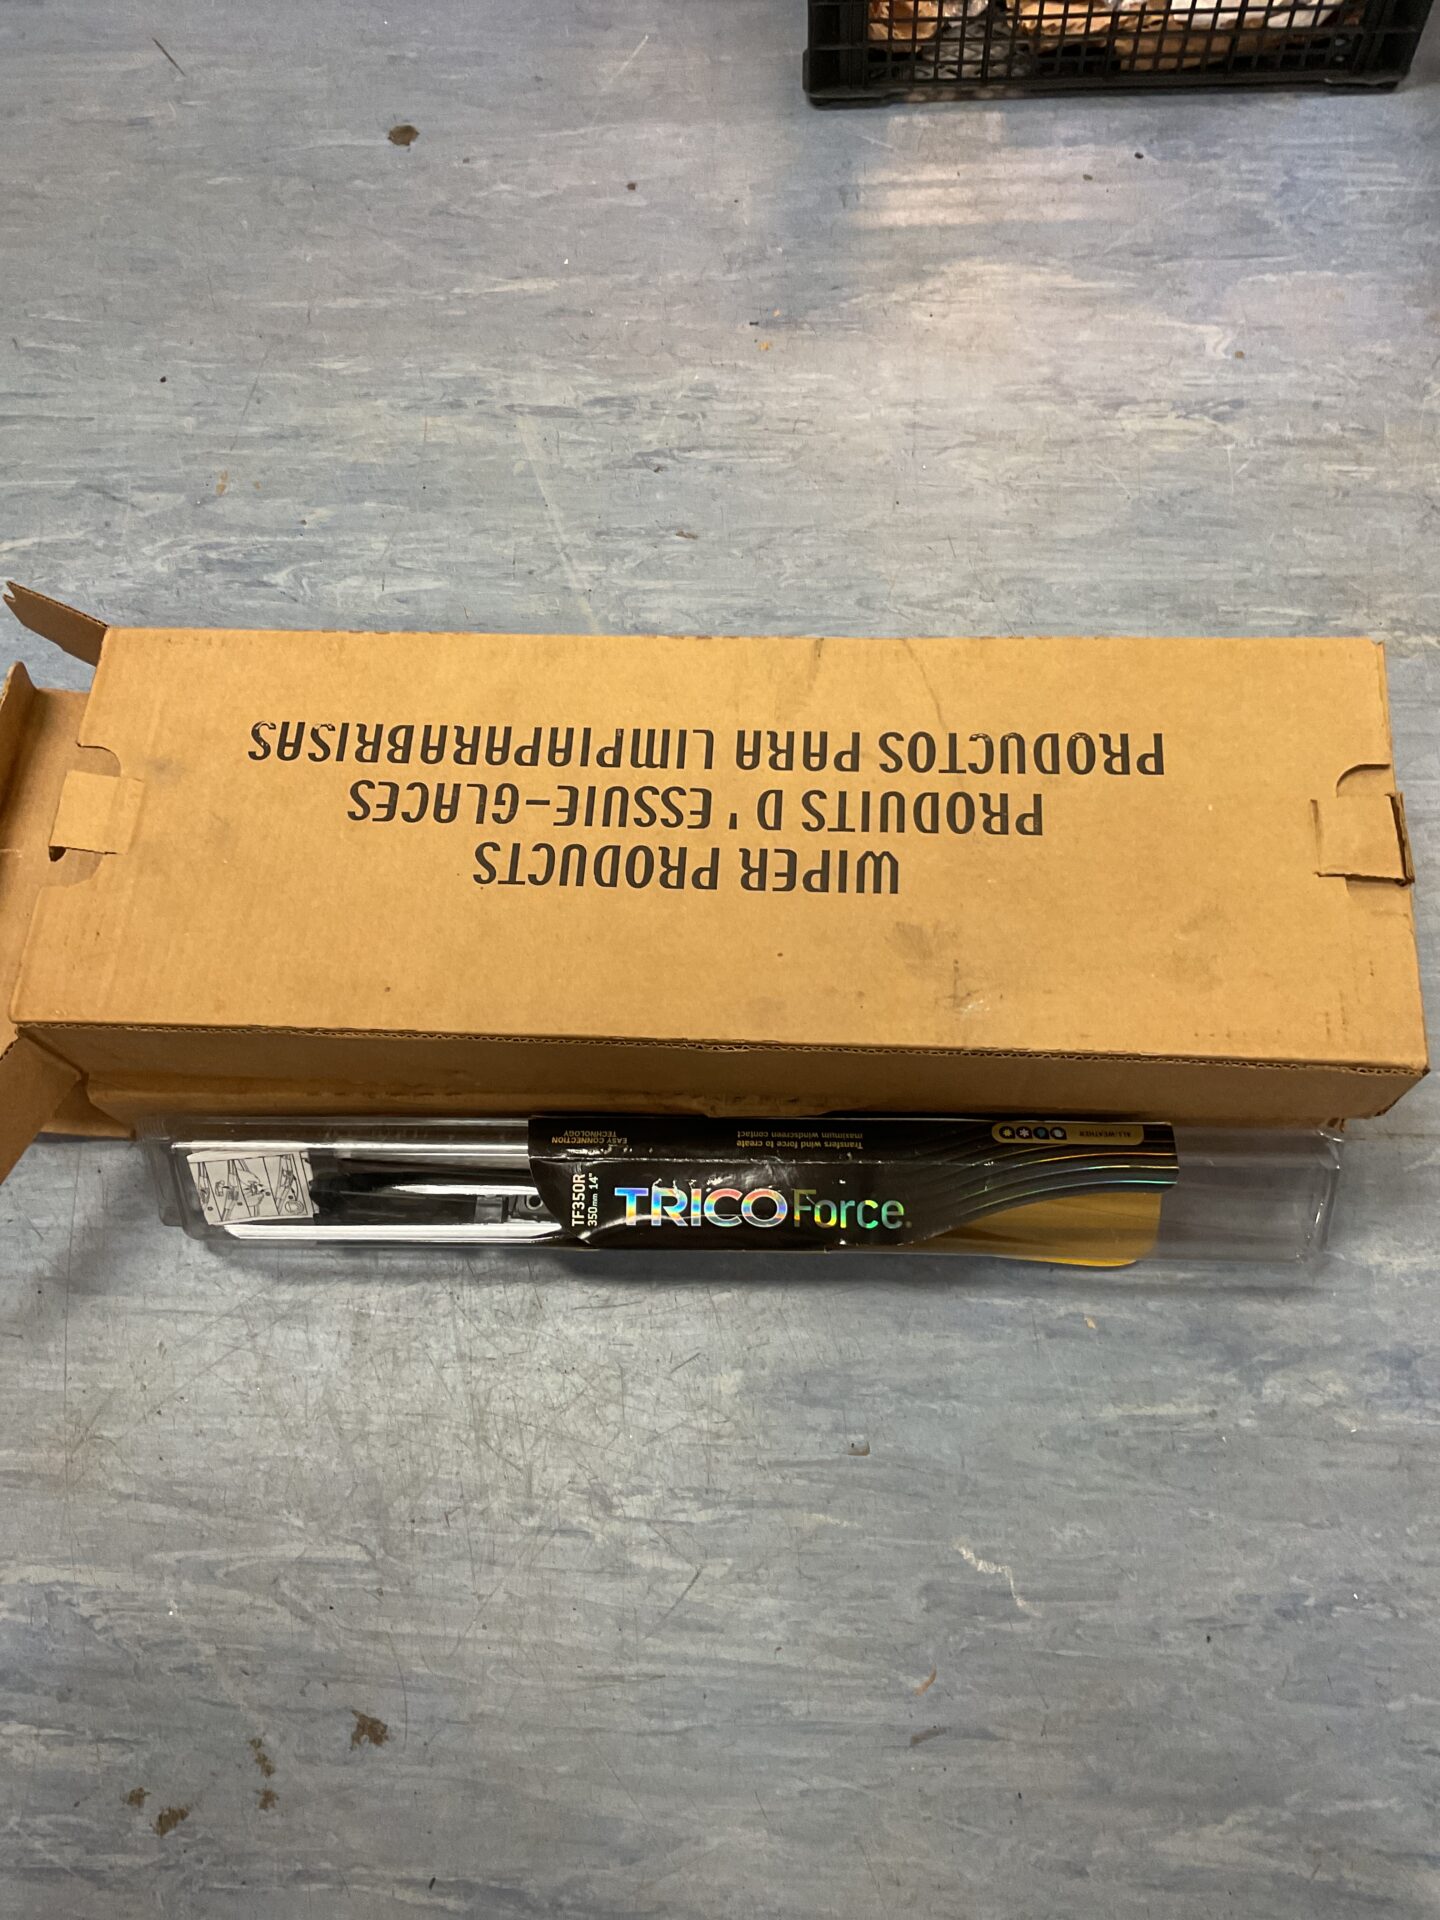 WIPER PRODUCTS
PRODUITS D'ESSUIE-GLACES
PRODUCTOS PARA LIMPIAPARABRISAS
EASY CONNECTION
TECHNOLOGY
Transfers wind force to create
maximum windscreen contact
ALL-WEATHER
TF350R
350mm 14"
TRICO Force.